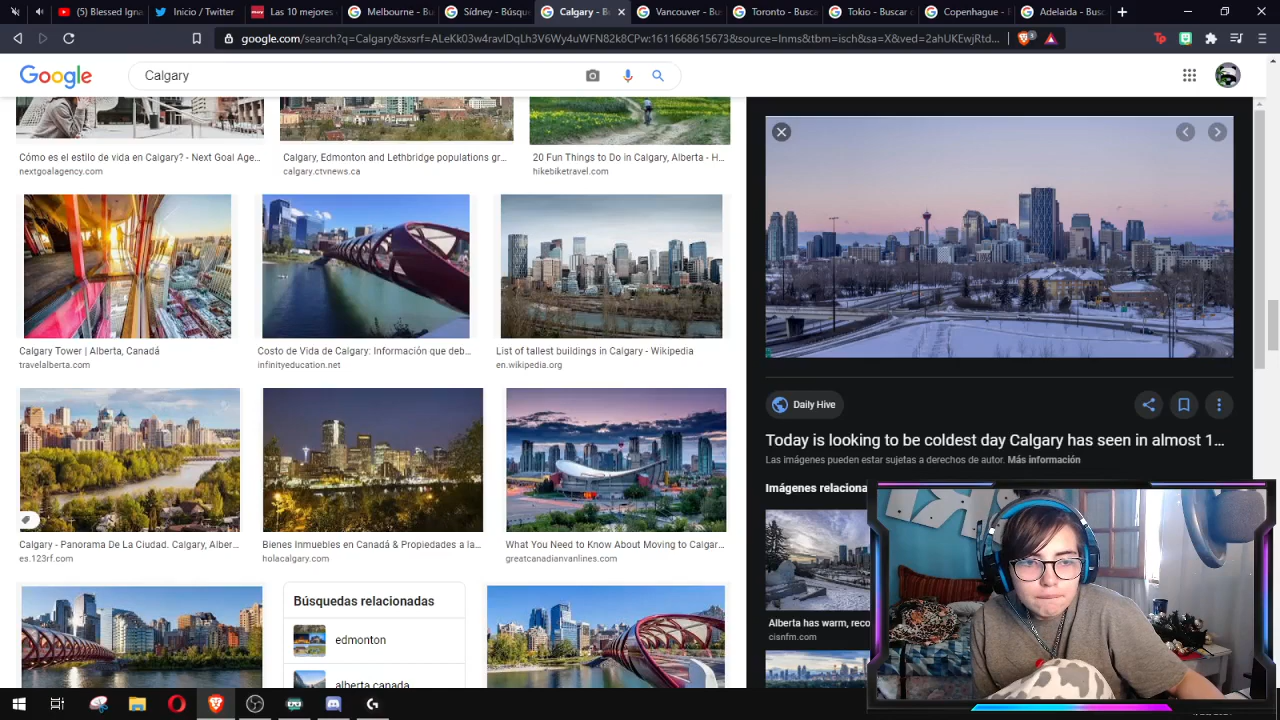 (5) Blessed Igna
Inicio / Twitter
Las 10 mejores
Melbourne - Bu
Sídney - Búsqu
Calgary - B
Vancouver - Bus
Toronto - Busca
Tokio - Buscar c
Copenhague - B
Adelaida - Busc
google.com/search?q=Calgary&sxsrf=ALeKk03w4ravIDqLh3V6Wy4uWFN82k8CPw:1611668615673&source=lnms&tbm=isch&sa=X&ved=2ahUKEwjRtd...
Google
Calgary
Cómo es el estilo de vida en Calgary? - Next Goal Age...
nextgoalagency.com
Calgary, Edmonton and Lethbridge populations gr...
calgary.ctvnews.ca
20 Fun Things to Do in Calgary, Alberta - H...
hikebiketravel.com
Calgary Tower | Alberta, Canadá
travelalberta.com
Costo de Vida de Calgary: Información que deb...
infinityeducation.net
List of tallest buildings in Calgary - Wikipedia
en.wikipedia.org
Calgary - Panorama De La Ciudad. Calgary, Alber...
es.123rf.com
Bienes Inmuebles en Canadá & Propiedades a la...
holacalgary.com
What You Need to Know About Moving to Calgar...
greatcanadianvanlines.com
Búsquedas relacionadas
edmonton
alberta canada
Daily Hive
Today is looking to be coldest day Calgary has seen in almost 1...
Las imágenes pueden estar sujetas a derechos de autor. Más información
Imágenes relaciona
Alberta has warm, reco
cisnfm.com